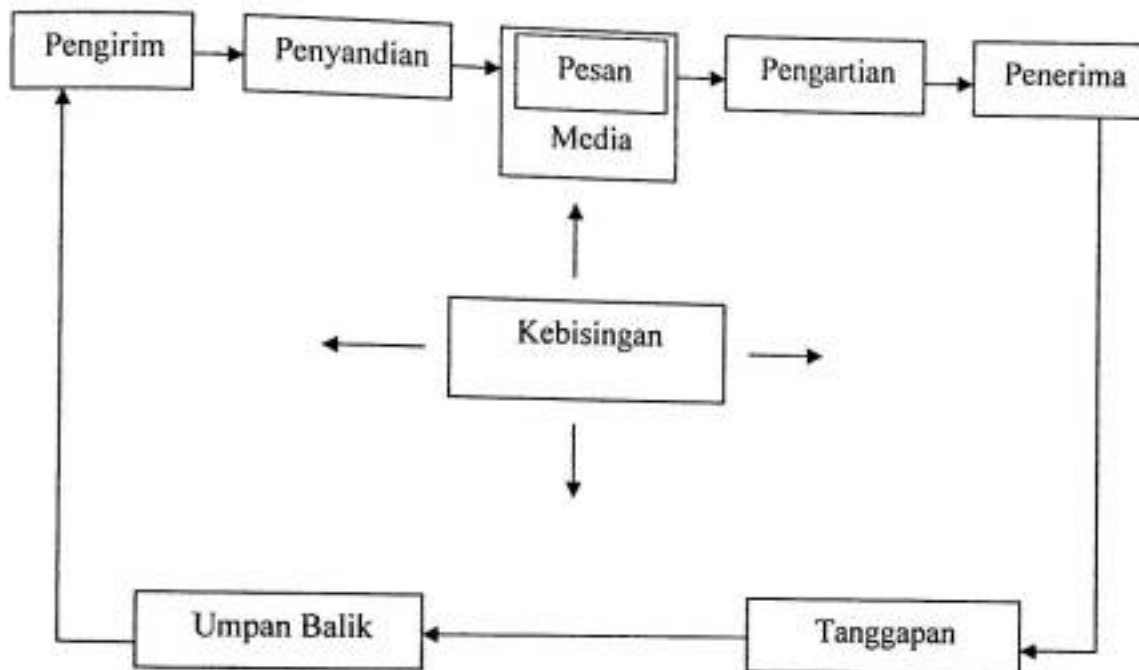 Pengirim
Penyandian
Pesan
Media
Pengartian
Penerima
Kebisingan
Umpan Balik
Tanggapan